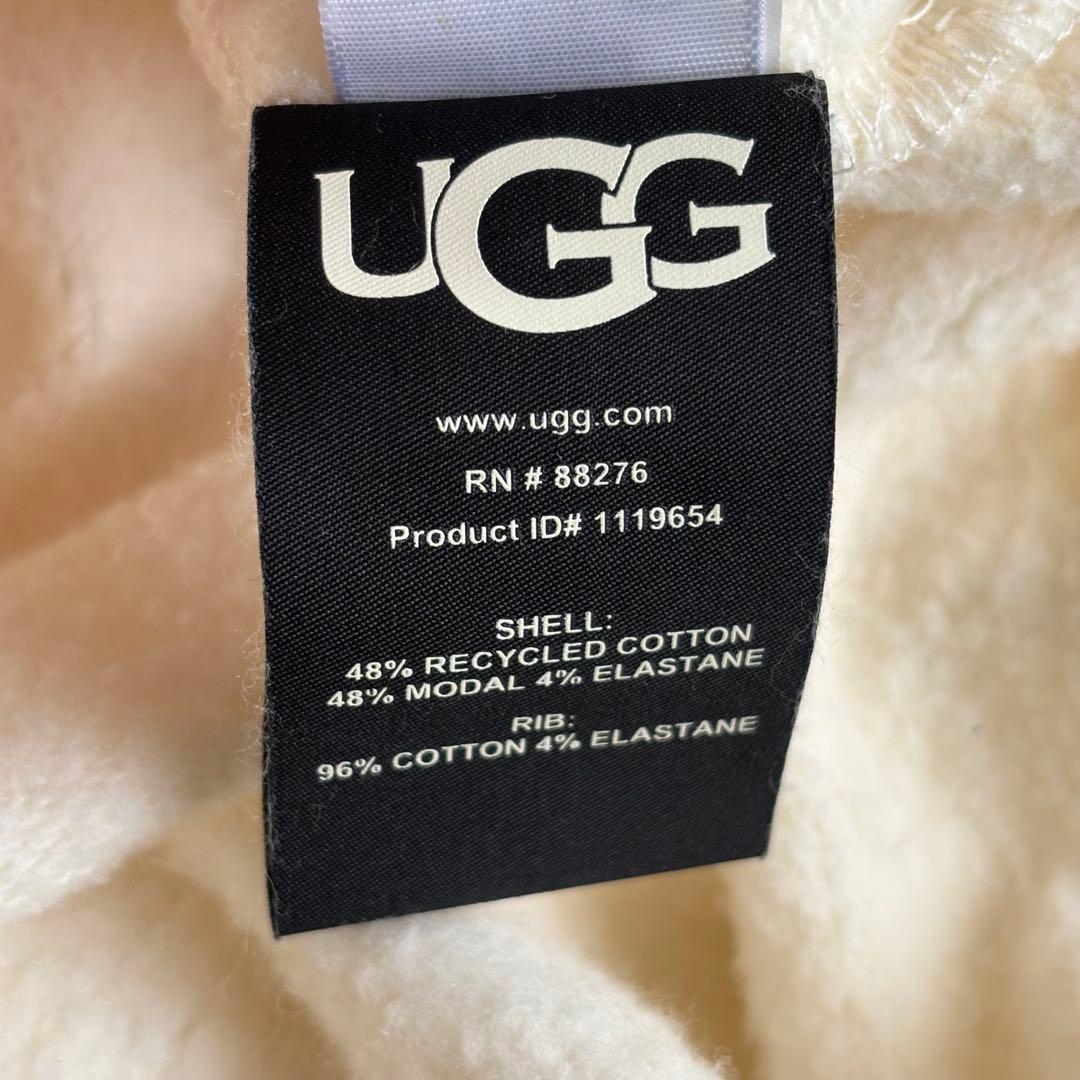 UGG
www.ugg.com
RN # 88276
Product ID# 1119654
SHELL:
48% RECYCLED COTTON
48% MODAL 4% ELASTANE
RIB:
96% COTTON 4% ELASTANE